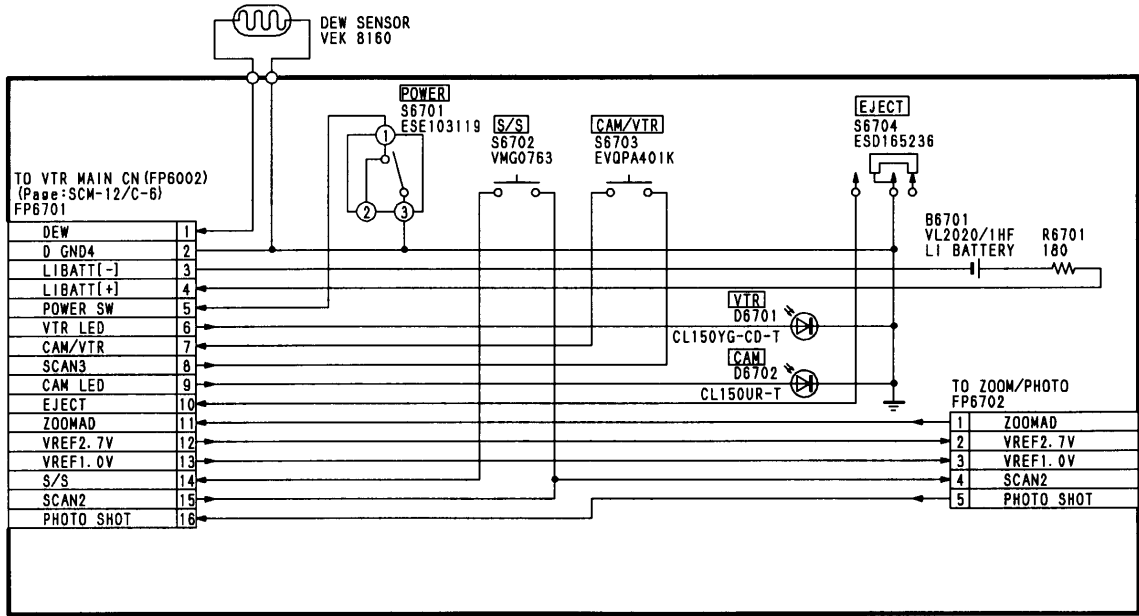 DEW SENSOR
VEK 8160
POWER
S6701
ESE103119
1
2
3
S/S
S6702
VMG0763
CAM/VTR
S6703
EVQPA401K
EJECT
S6704
ESD165236
TO VTR MAIN CN(FP6002)
(Page:SCM-12/C-6)
FP6701
DEW 1
D GND4 2
LIBATT[-] 3
LIBATT[+] 4
POWER SW 5
VTR LED 6
CAM/VTR 7
SCAN3 8
CAM LED 9
EJECT 10
ZOOMAD 11
VREF2.7V 12
VREF1.0V 13
S/S 14
SCAN2 15
PHOTO SHOT 16
B6701
VL2020/1HF
LI BATTERY
R6701
180
VTR
D6701
CL150YG-CD-T
CAM
D6702
CL150UR-T
TO ZOOM/PHOTO
FP6702
1 ZOOMAD
2 VREF2.7V
3 VREF1.0V
4 SCAN2
5 PHOTO SHOT